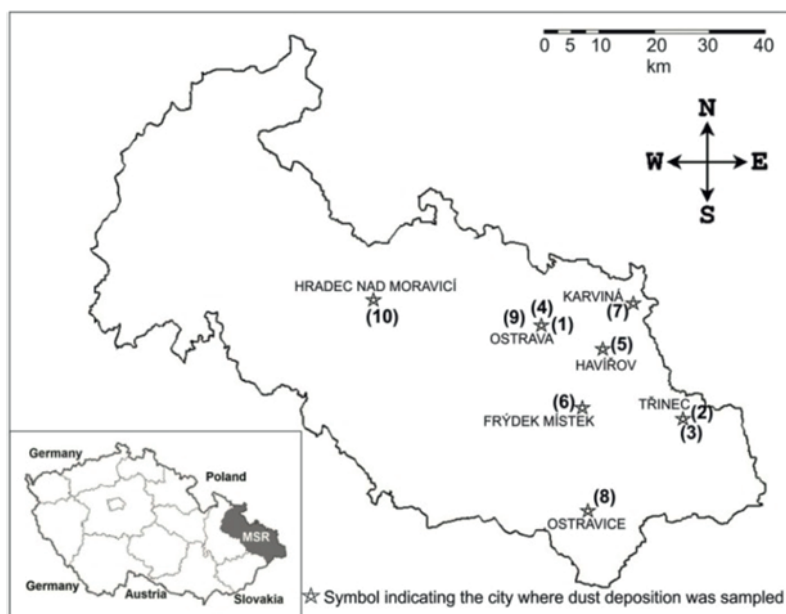 0 5 10 20 30 40
km
N
W E
S
HRADEC NAD MORAVICÍ
(10)
KARVINÁ
(7)
(9) (4) (1)
OSTRAVA
(5)
HAVÍŘOV
(6)
FRÝDEK MÍSTEK
TŘINEC (2)
(3)
(8)
OSTRAVICE
Germany
Poland
MSR
Germany
Austria
Slovakia
Symbol indicating the city where dust deposition was sampled